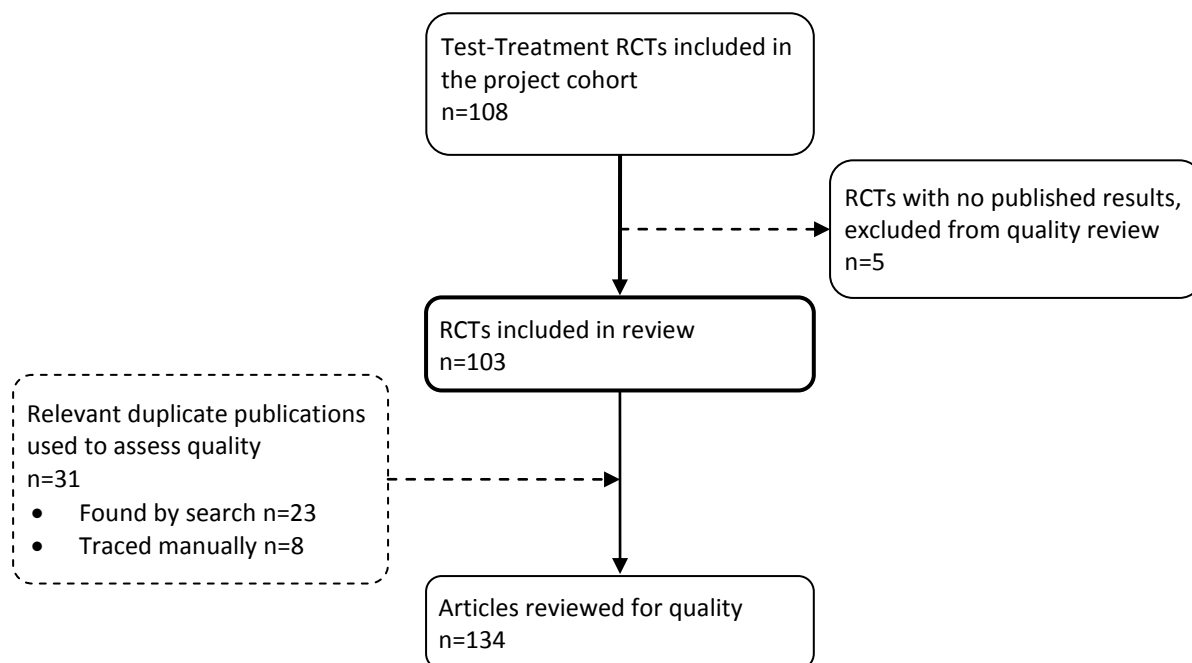 Test-Treatment RCTs included in
the project cohort
n=108
RCTs with no published results,
excluded from quality review
n=5
RCTs included in review
n=103
Relevant duplicate publications
used to assess quality
n=31
• Found by search n=23
• Traced manually n=8
Articles reviewed for quality
n=134